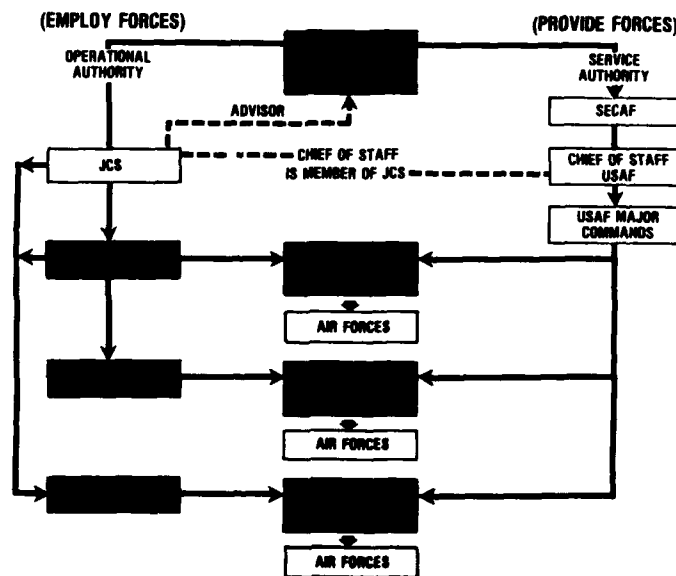 (EMPLOY FORCES)
(PROVIDE FORCES)
OPERATIONAL
AUTHORITY
SERVICE
AUTHORITY
SECAF
ADVISOR
JCS
CHIEF OF STAFF
IS MEMBER OF JCS
CHIEF OF STAFF
USAF
USAF MAJOR
COMMANDS
AIR FORCES
AIR FORCES
AIR FORCES